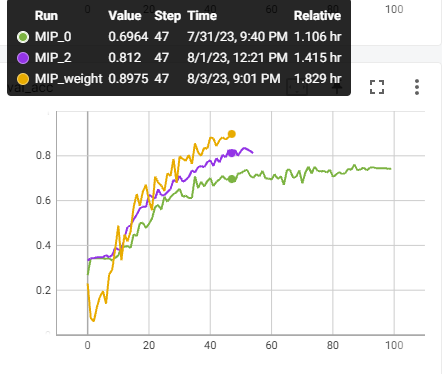 0
100
Run Value Step Time Relative
MIP_0 0.6964 47 7/31/23, 9:40 PM 1.106 hr
MIP_2 0.812 47 8/1/23, 12:21 PM 1.415 hr
MIP_weight 0.8975 47 8/3/23, 9:01 PM 1.829 hr
val_acc
0.8
0.6
0.4
0.2
0 20 40 60 80 100